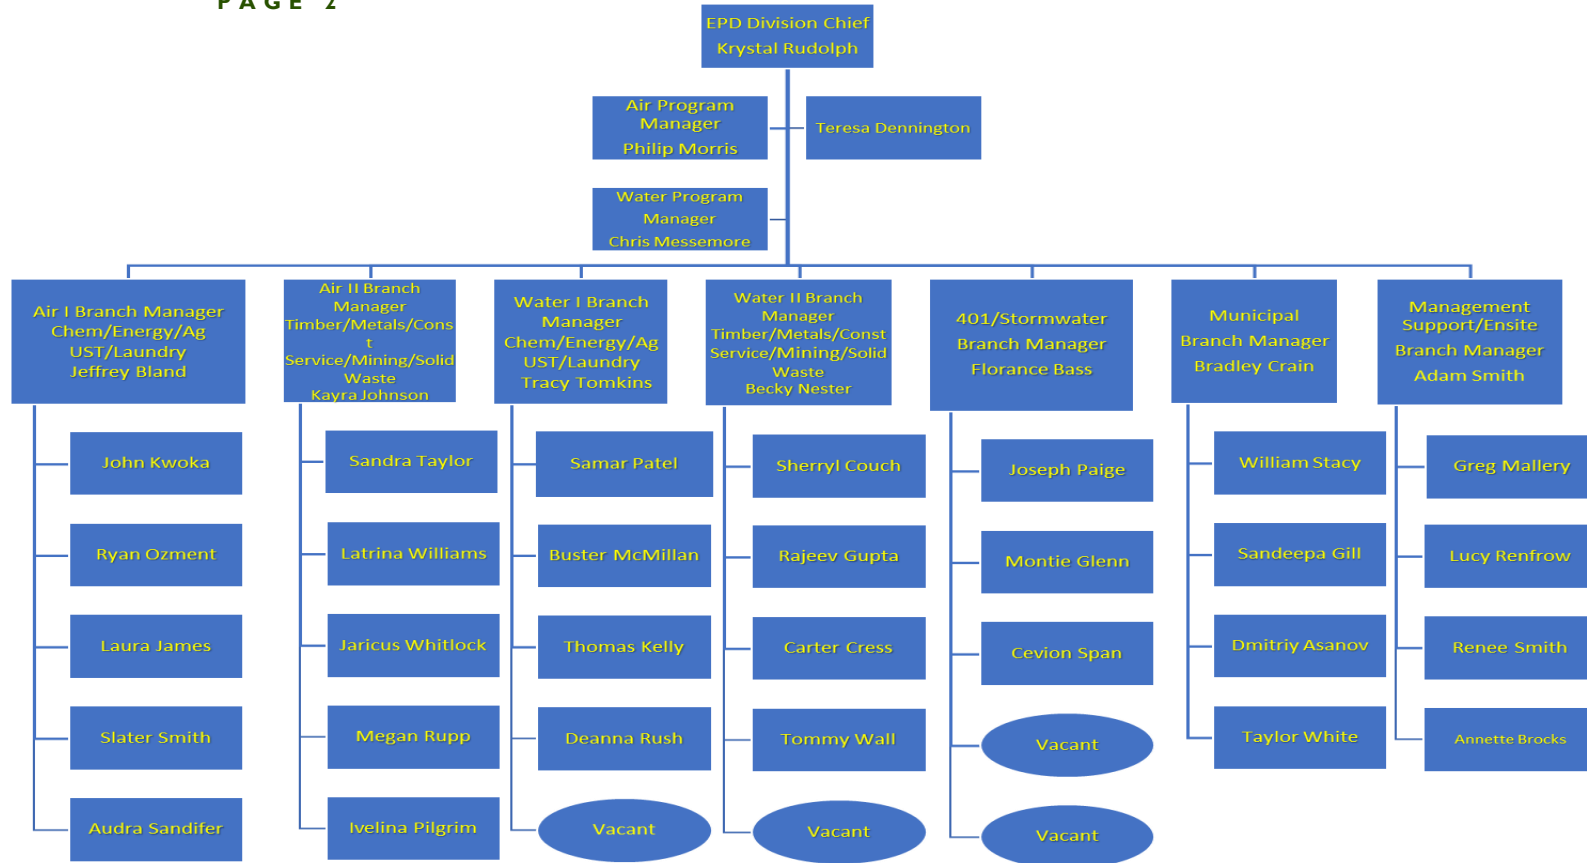 PAGE 2
EPD Division Chief
Krystal Rudolph
Air Program
Manager
Philip Morris
Teresa Dennington
Water Program
Manager
Chris Messemore
Air I Branch Manager
Chem/Energy/Ag
UST/Laundry
Jeffrey Bland
Air II Branch
Manager
Timber/Metals/Cons
t
Service/Mining/Solid
Waste
Kayra Johnson
Water I Branch
Manager
Chem/Energy/Ag
UST/Laundry
Tracy Tomkins
Water II Branch
Manager
Timber/Metals/Const
Service/Mining/Solid
Waste
Becky Nester
401/Stormwater
Branch Manager
Florance Bass
Municipal
Branch Manager
Bradley Crain
Management
Support/Ensite
Branch Manager
Adam Smith
John Kwoka
Ryan Ozment
Laura James
Slater Smith
Audra Sandifer
Sandra Taylor
Latrina Williams
Jaricus Whitlock
Megan Rupp
Ivelina Pilgrim
Samar Patel
Buster McMillan
Thomas Kelly
Deanna Rush
Vacant
Sherryl Couch
Rajeev Gupta
Carter Cress
Tommy Wall
Vacant
Joseph Paige
Montie Glenn
Cevion Span
Vacant
Vacant
William Stacy
Sandeepa Gill
Dmitriy Asanov
Taylor White
Greg Mallery
Lucy Renfrow
Renee Smith
Annette Brocks